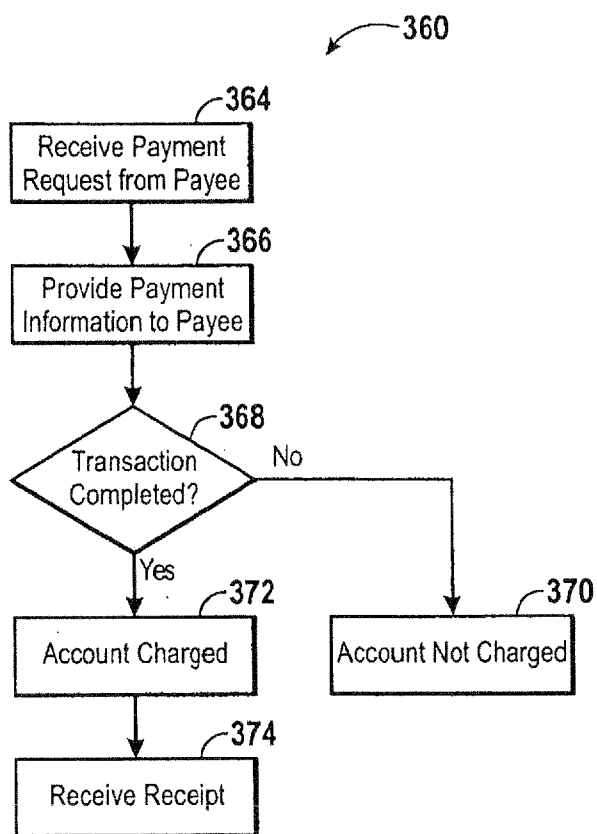 360
364
Receive Payment
Request from Payee
366
Provide Payment
Information to Payee
368
Transaction
Completed?
No
Yes
372
Account Charged
370
Account Not Charged
374
Receive Receipt